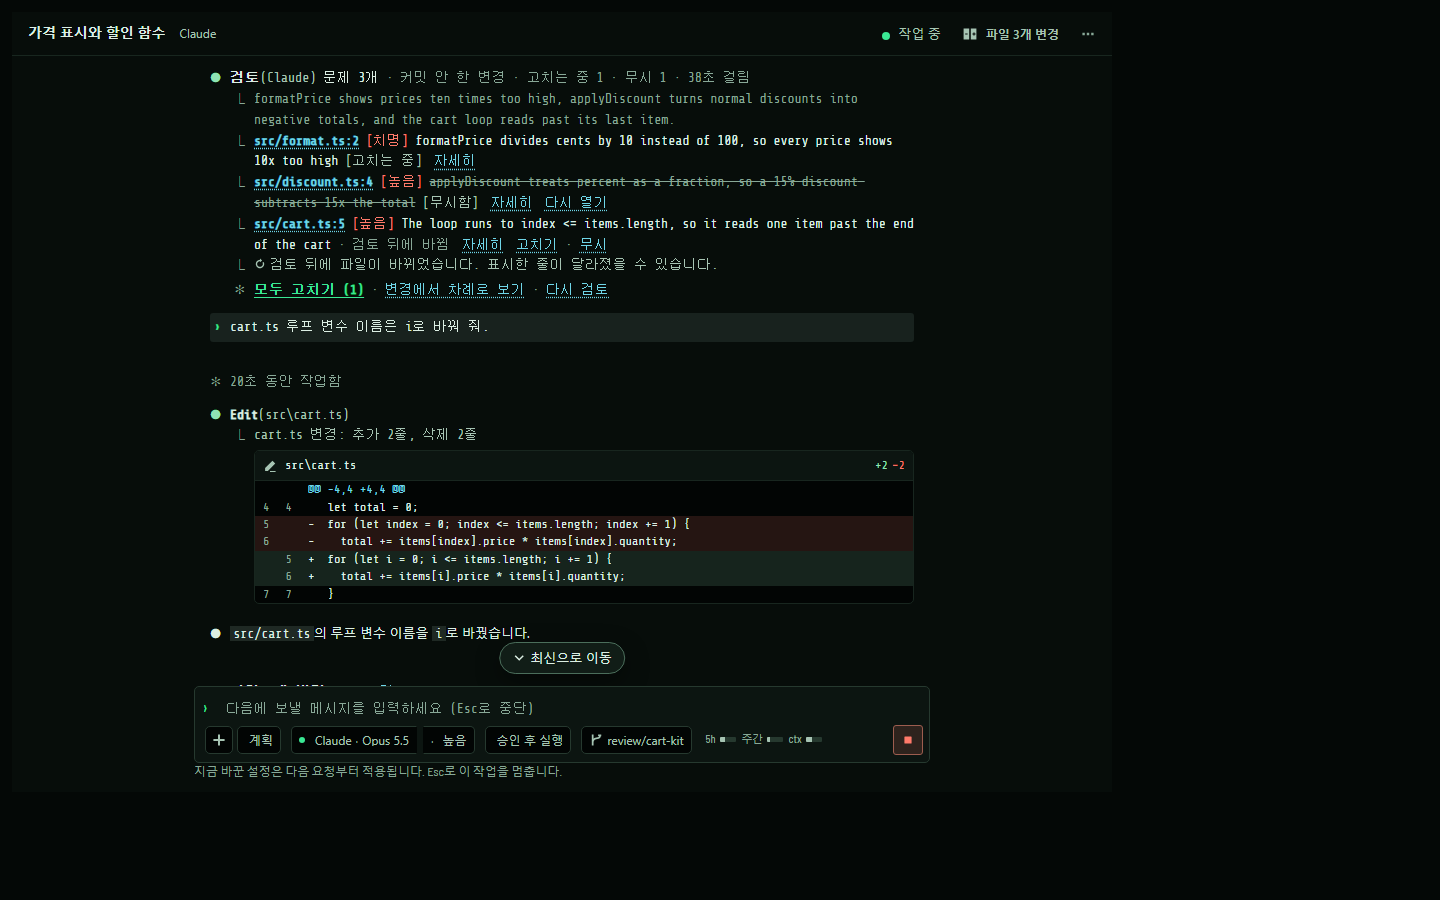 가격 표시와 할인 함수 Claude
작업 중 파일 3개 변경 ···
● 검토(Claude) 문제 3개 · 커밋 안 한 변경 · 고치는 중 1 · 무시 1 · 38초 걸림
formatPrice shows prices ten times too high, applyDiscount turns normal discounts into
negative totals, and the cart loop reads past its last item.
src/format.ts:2 [치명] formatPrice divides cents by 10 instead of 100, so every price shows
10x too high [고치는 중] 자세히
src/discount.ts:4 [높음] applyDiscount treats percent as a fraction, so a 15% discount
subtracts 15x the total [무시함] 자세히 다시 열기
src/cart.ts:5 [높음] The loop runs to index <= items.length, so it reads one item past the end
of the cart · 검토 뒤에 바뀜 자세히 고치기 · 무시
검토 뒤에 파일이 바뀌었습니다. 표시한 줄이 달라졌을 수 있습니다.
모두 고치기 (1) · 변경에서 차례로 보기 · 다시 검토
› cart.ts 루프 변수 이름은 i로 바꿔 줘.
20초 동안 작업함
● Edit(src\cart.ts)
cart.ts 변경: 추가 2줄, 삭제 2줄
src\cart.ts +2 -2
@@ -4,4 +4,4 @@
4 4 let total = 0;
5 - for (let index = 0; index <= items.length; index += 1) {
6 - total += items[index].price * items[index].quantity;
5 + for (let i = 0; i <= items.length; i += 1) {
6 + total += items[i].price * items[i].quantity;
7 7 }
● src/cart.ts의 루프 변수 이름을 i로 바꿨습니다.
최신으로 이동
› 다음에 보낼 메시지를 입력하세요 (Esc로 중단)
+ 계획 Claude · Opus 5.5 · 높음 승인 후 실행 review/cart-kit 5h 주간 ctx
지금 바꾼 설정은 다음 요청부터 적용됩니다. Esc로 이 작업을 멈춥니다.